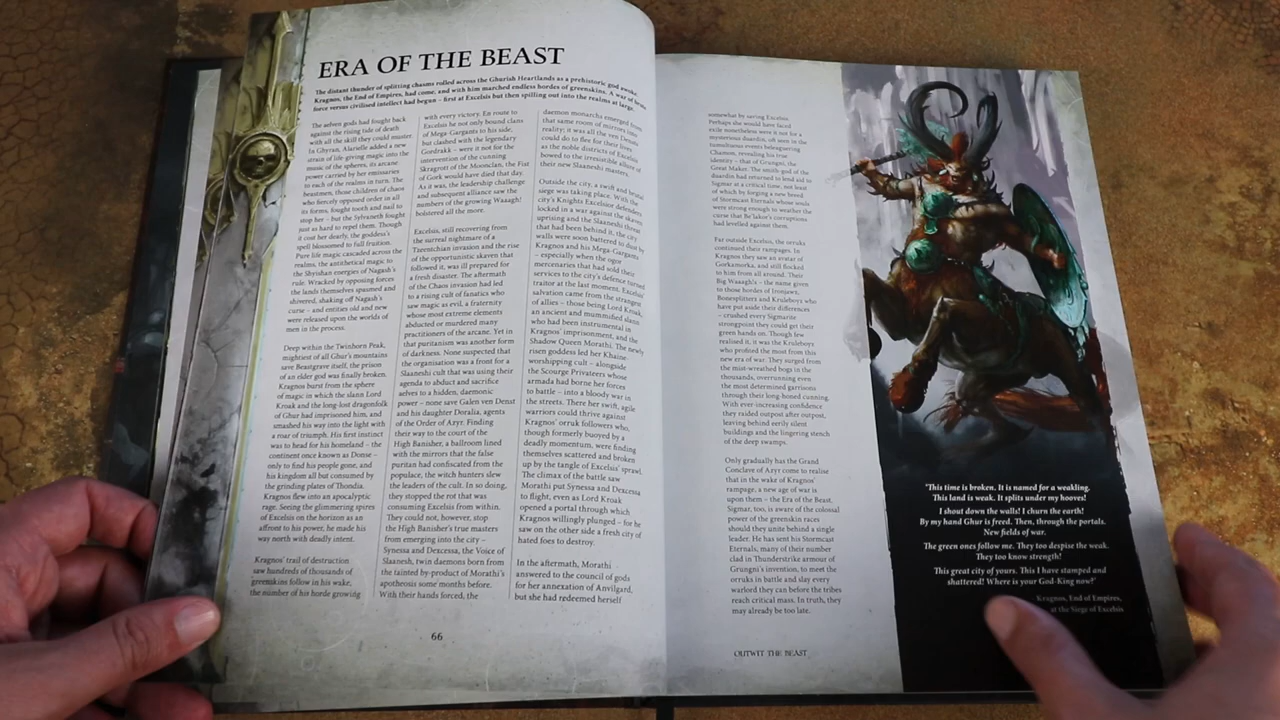 ERA OF THE BEAST
The distant thunder of splitting chasms rolled across the Ghurish Heartlands as a prehistoric god awoke.
Kragnos, the End of Empires, had come, and with him marched endless hordes of greenskins. A war of brute
force versus civilised intellect had begun – first at Excelsis but then spilling out into the realms at large.
The seven gods had fought back
against the rising tide of death
with all the skill they could muster.
In Ghyran, Alarielle added a new
strain of life-giving magic into the
music of the spheres, its arcane
power carried by her emissaries
to each of the realms in turn. The
beastmen, those children of chaos
who fiercely opposed order in all
its forms, fought tooth and nail to
stop her – but the Sylvaneth fought
just as hard to repel them. Though
it cost her dearly, the goddess's
spell blossomed to full fruition.
Pure life magic cascaded across the
realms, the antithetical magic to
the Shyishan energies of Nagash's
rule. Wracked by opposing forces
the lands themselves spasmed and
shivered, shaking off Nagash's
curse – and entities old and new
were released upon the worlds of
men in the process.
Deep within the Twinhorn Peak,
mightiest of all Ghur's mountains
save Beastgrave itself, the prison
of an elder god was finally broken.
Kragnos burst from the sphere
of magic in which the slann Lord
Kroak and the long-lost dragonfolk
of Ghur had imprisoned him, and
smashed his way into the light with
a roar of triumph. His first instinct
was to head for his homeland – the
continent once known as Donse –
only to find his people gone, and
his kingdom all but consumed by
the grinding plates of Thondia.
Kragnos flew into an apocalyptic
rage. Seeing the glimmering spires
of Excelsis on the horizon as an
affront to his power, he made his
way north with deadly intent.
Kragnos' trail of destruction
saw hundreds of thousands of
greenskins follow in his wake,
the number of his horde growing
with every victory. En route to
Excelsis he not only bound clans
of Mega-Gargants to his side,
but clashed with the legendary
Gordrakk – were it not for the
intervention of the cunning
Skragrott of the Moonclan, the Fist
of Gork would have died that day.
As it was, the leadership challenge
and subsequent alliance saw the
numbers of the growing Waaagh!
bolstered all the more.
Excelsis, still recovering from
the surreal nightmare of a
Tzeentchian invasion and the rise
of the opportunistic skaven that
followed it, was ill prepared for
a fresh disaster. The aftermath
of the Chaos invasion had led
to a rising cult of fanatics who
saw magic as evil, a fraternity
whose most extreme elements
abducted or murdered many
practitioners of the arcane. Yet in
that puritanism was another form
of darkness. None suspected that
the organisation was a front for a
Slaaneshi cult that was using their
agenda to abduct and sacrifice
aelves to a hidden, daemonic
power – none save Galen ven Denst
and his daughter Doralia, agents
of the Order of Azyr. Finding
their way to the court of the
High Banisher, a ballroom lined
with the mirrors that the false
puritan had confiscated from the
populace, the witch hunters slew
the leaders of the cult. In so doing,
they stopped the rot that was
consuming Excelsis from within.
They could not, however, stop
the High Banisher's true masters
from emerging into the city –
Synessa and Dexcessa, the Voice of
Slaanesh, twin daemons born from
the tainted by-product of Morathi's
apotheosis some months before.
With their hands forced, the
daemon monarchs emerged from
that same room of mirrors into
reality; it was all the ven Densts
could do to flee for their lives
as the noble districts of Excelsis
bowed to the irresistible allure of
their new Slaaneshi masters.
Outside the city, a swift and brutal
siege was taking place. With the
city's Knights Excelsior defenders
locked in a war against the skaven
uprising and the Slaaneshi threat
that had been behind it, the city
walls were soon battered to dust by
Kragnos and his Mega-Gargants
– especially when the ogor
mercenaries that had sold their
services to the city's defence turned
traitor at the last moment. Excelsis'
salvation came from the strangest
of allies – those being Lord Kroak,
an ancient and mummified slann
who had been instrumental in
Kragnos' imprisonment, and the
Shadow Queen Morathi. The newly
risen goddess led her Khaine-
worshipping cult – alongside
the Scourge Privateers whose
armada had borne her forces
to battle – into a bloody war in
the streets. There her swift, agile
warriors could thrive against
Kragnos' orruk followers who,
though formerly buoyed by a
deadly momentum, were finding
themselves scattered and broken
up by the tangle of Excelsis' sprawl.
The climax of the battle saw
Morathi put Synessa and Dexcessa
to flight, even as Lord Kroak
opened a portal through which
Kragnos willingly plunged – for he
saw on the other side a fresh city of
hated foes to destroy.
In the aftermath, Morathi
answered to the council of gods
for her annexation of Anvilgard,
but she had redeemed herself
66
somewhat by saving Excelsis.
Perhaps she would have faced
exile nonetheless were it not for a
mysterious duardin, oft seen in the
tumultuous events beleaguering
Chamon, revealing his true
identity – that of Grungni, the
Great Maker. The smith-god of the
duardin had returned to lend aid to
Sigmar at a critical time, not least
of which by forging a new breed
of Stormcast Eternals whose souls
were strong enough to weather the
curse that Be'lakor's corruption
had levelled against them.
Far outside Excelsis, the orruks
continued their rampages. In
Kragnos they saw an avatar of
Gorkamorka, and still flocked
to him from all around. Their
Big Waaagh!s – the name given
to those hordes of Ironjawz,
Bonesplitters and Kruleboyz who
have put aside their differences
– crushed every Sigmarite
strongpoint they could get their
green hands on. Though few
realised it, it was the Kruleboyz
who profited the most from this
new era of war. They surged from
the mist-wreathed bogs in the
thousands, overrunning even
the most determined garrisons
through their long-honed cunning.
With ever increasing confidence
they raided outpost after outpost,
leaving behind eerily silent
buildings and the lingering stench
of the deep swamps.
Only gradually has the Grand
Conclave of Azyr come to realise
that in the wake of Kragnos'
rampage, a new age of war is
upon them – the Era of the Beast.
Sigmar, too, is aware of the colossal
power of the greenskin races
should they unite behind a single
leader. He has sent his Stormcast
Eternals, many of their number
clad in Thunderstrike armour of
Grungni's invention, to meet the
orruks in battle and slay every
warlord they can before the tribes
reach critical mass. In truth, they
may already be too late.
OUTWIT THE BEAST
'This time is broken. It is named for a weakling.
This land is weak. It splits under my hooves!
I shout down the walls! I churn the earth!
By my hand Ghur is freed. Then, through the portals.
New fields of war.
The green ones follow me. They too despise the weak.
They too know strength!
This great city of yours. This I have stamped and
shattered! Where is your God-King now?'
Kragnos, End of Empires,
at the Siege of Excelsis